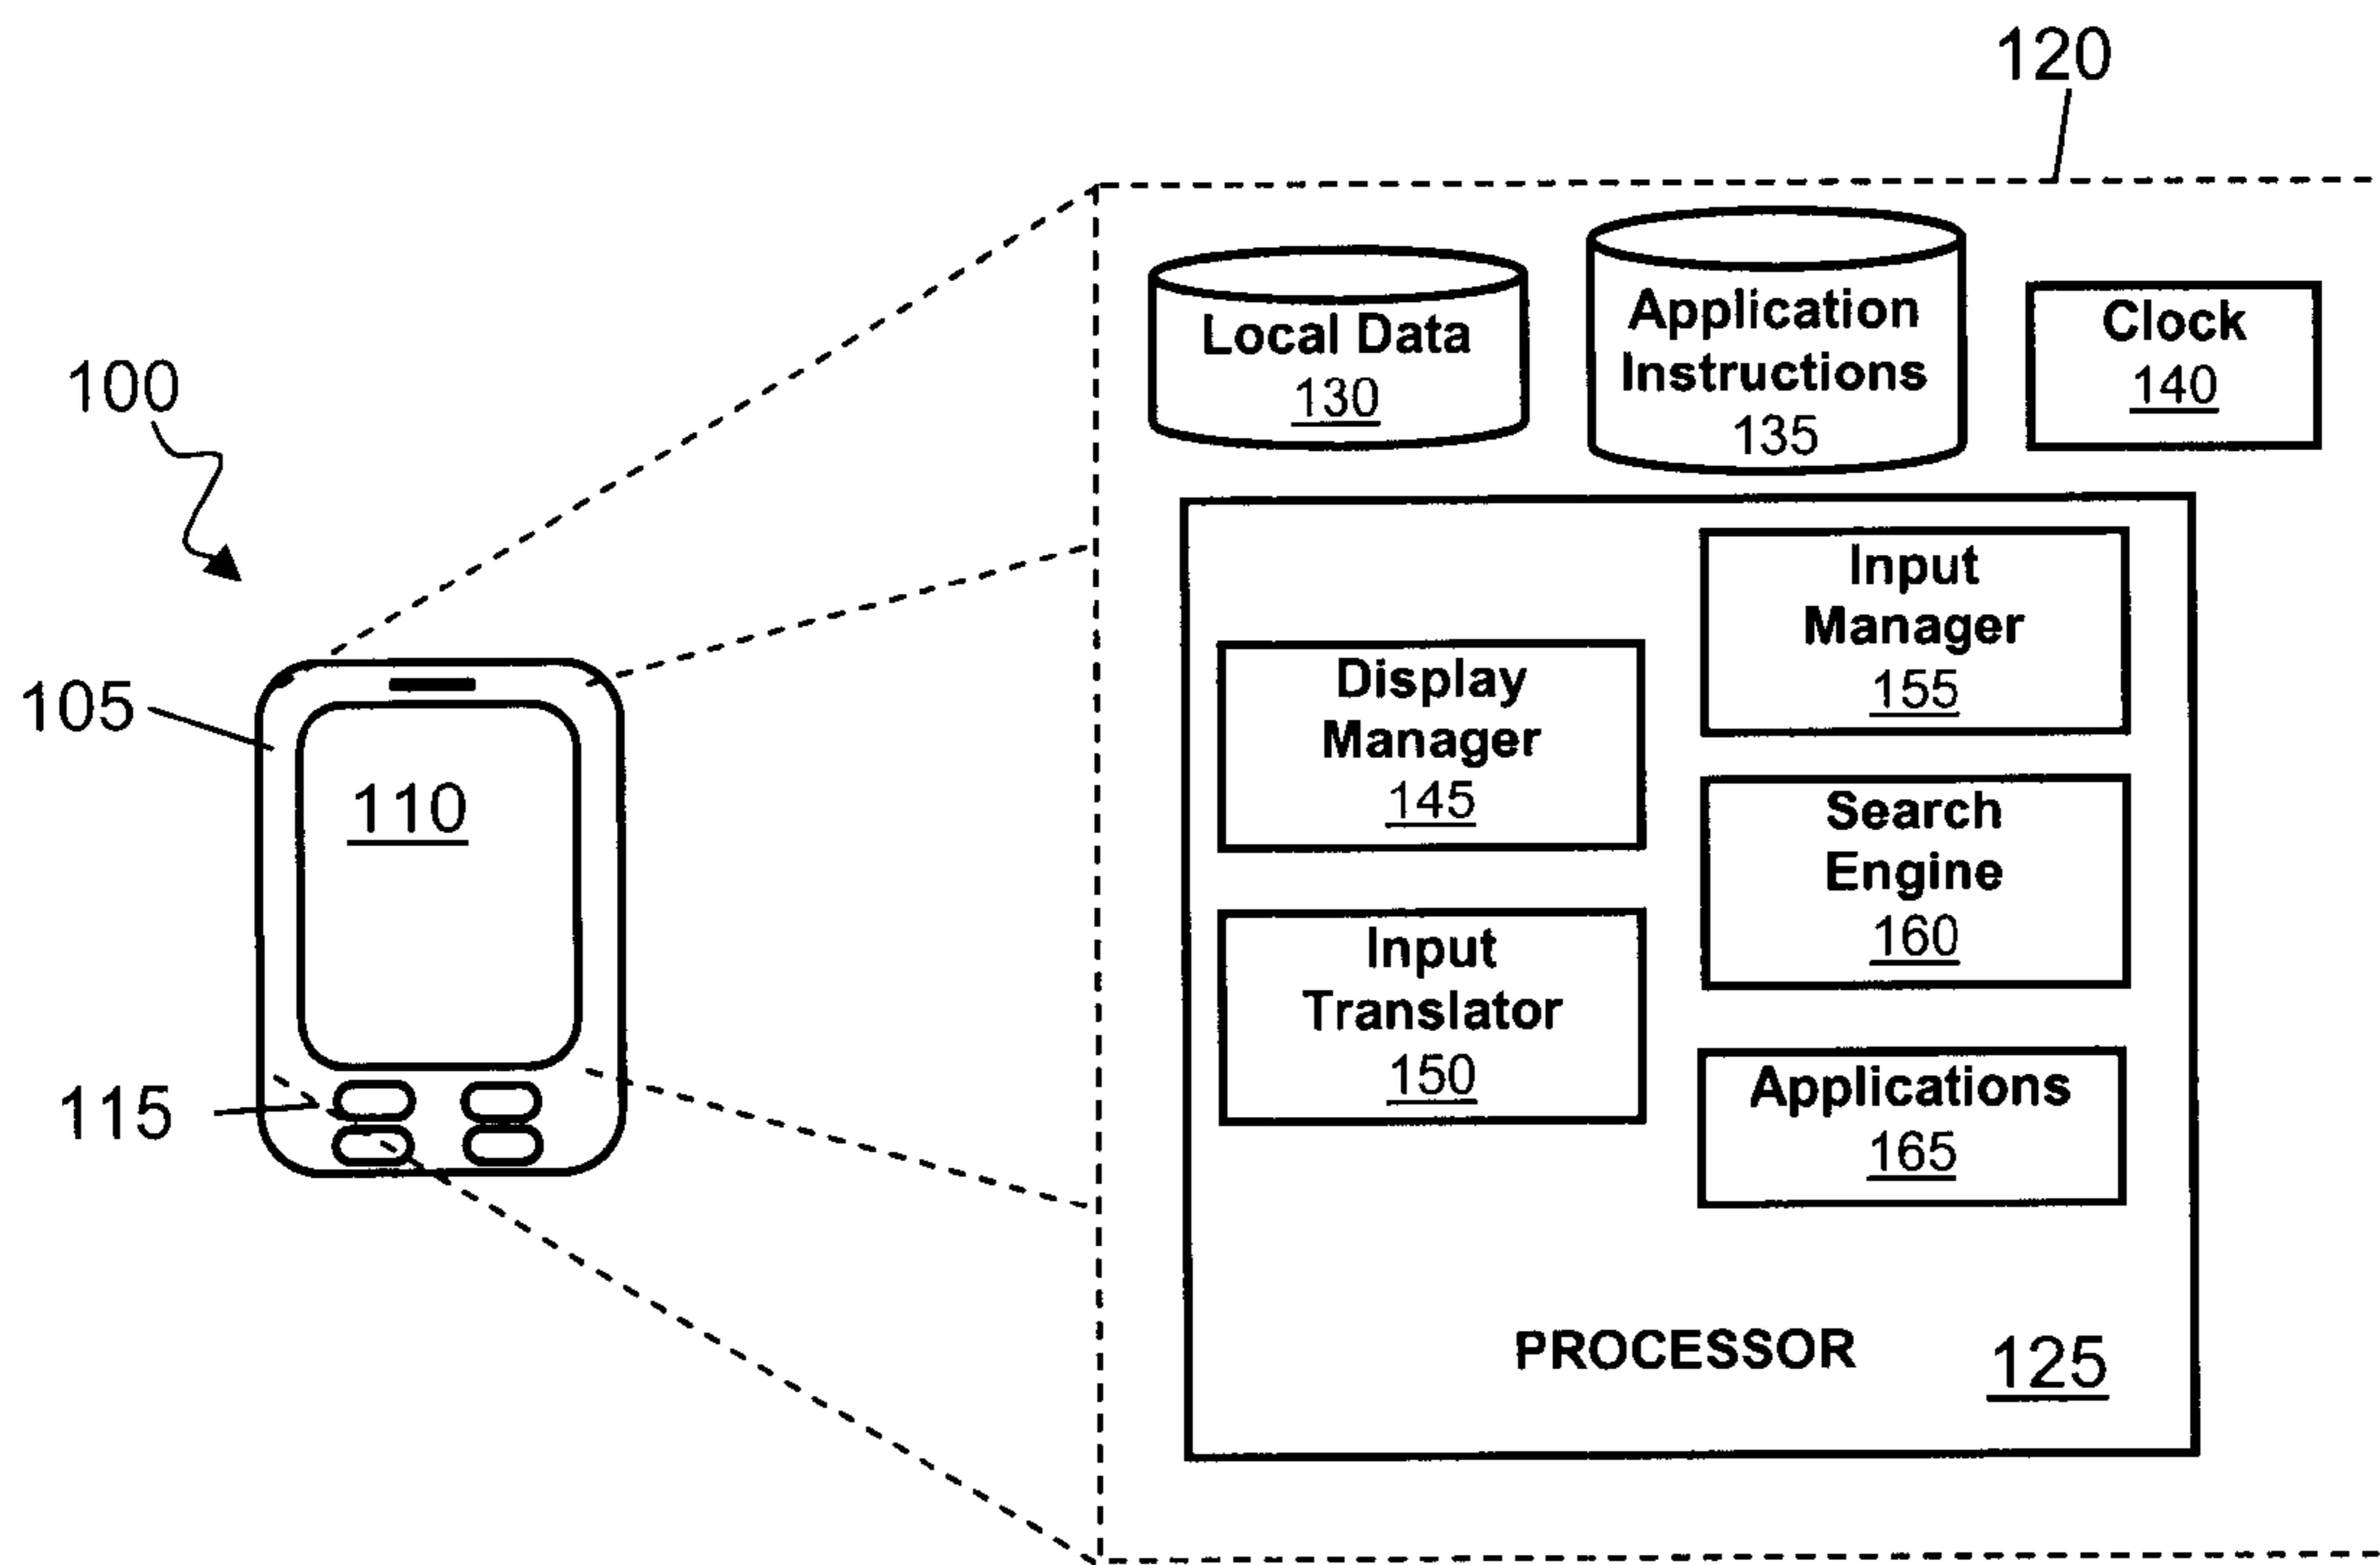 120
100
105
110
115
Local Data
130
Application
Instructions
135
Clock
140
Display
Manager
145
Input
Translator
150
Input
Manager
155
Search
Engine
160
Applications
165
PROCESSOR
125